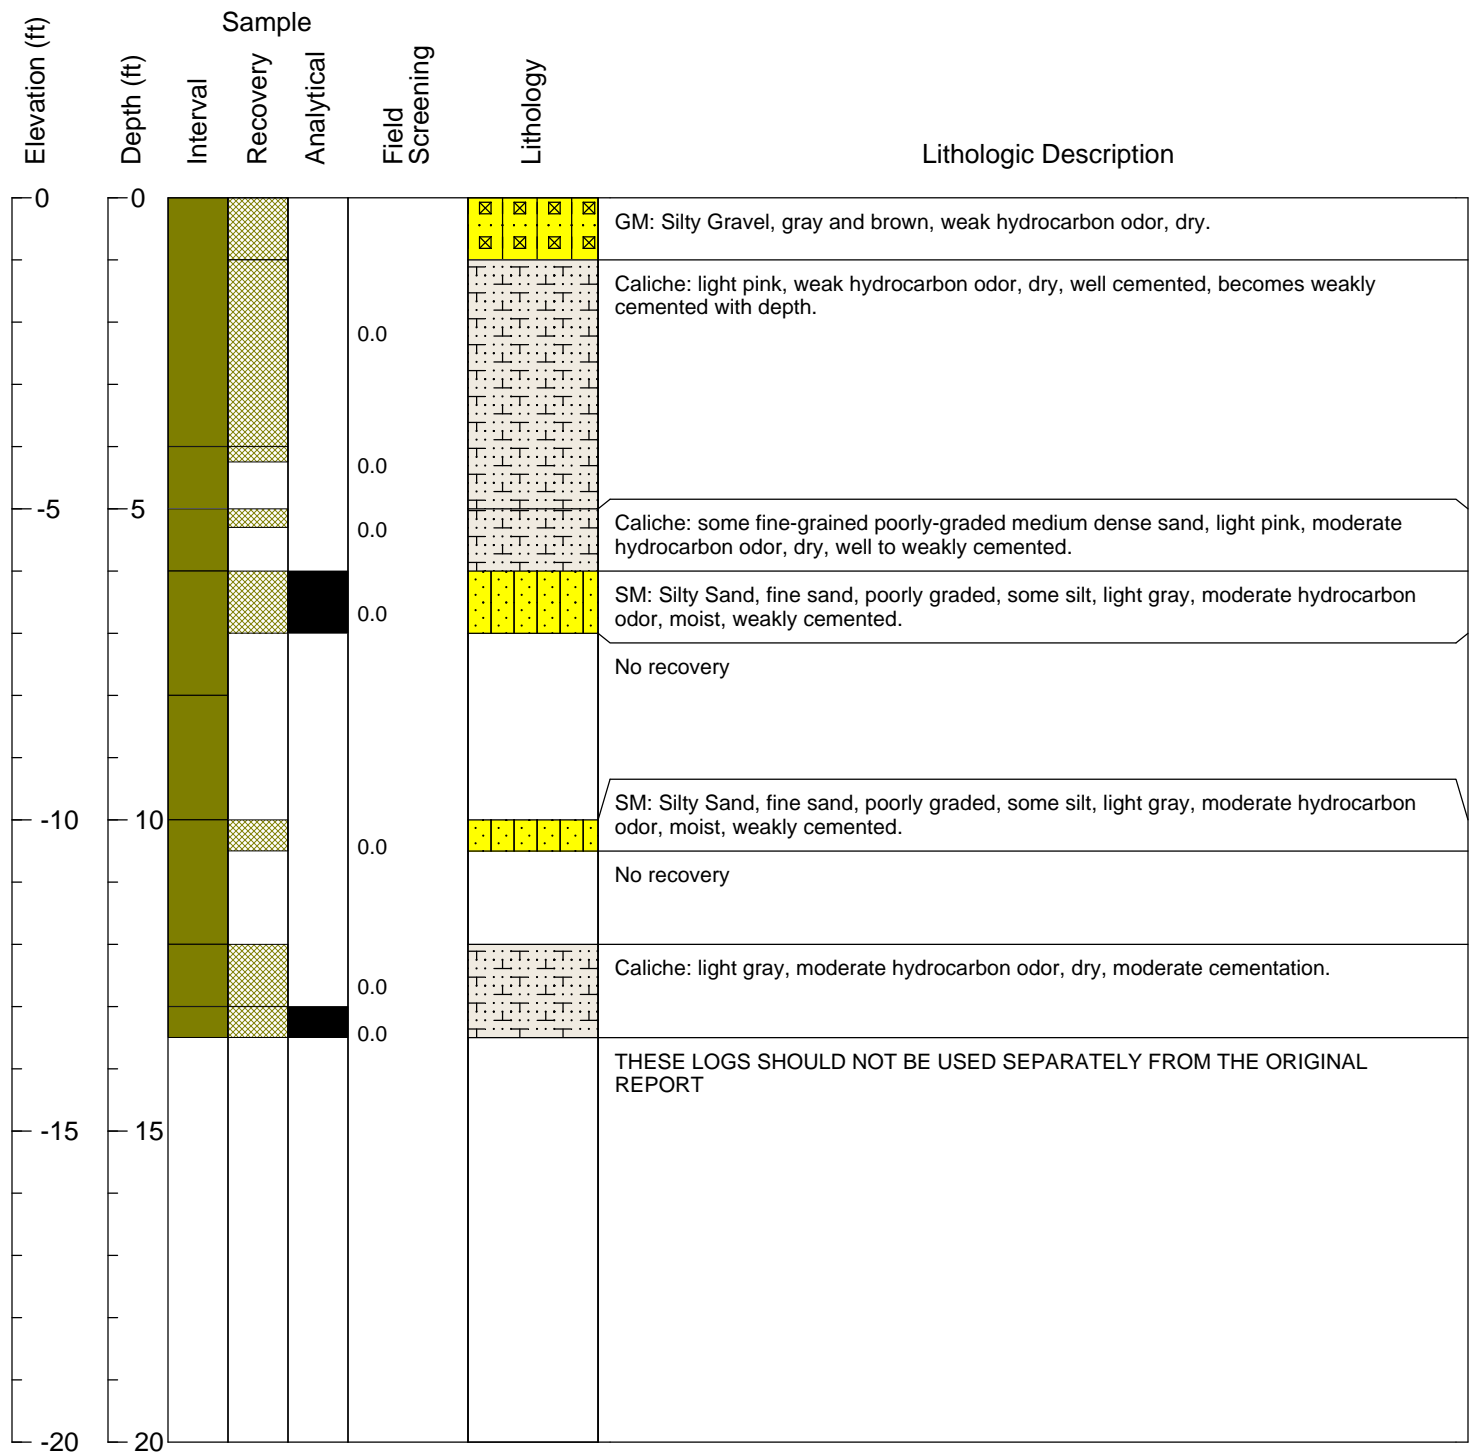 Sample
Elevation (ft)
Depth (ft)
Interval
Recovery
Analytical
Field
Screening
Lithology
Lithologic Description
0
0
GM: Silty Gravel, gray and brown, weak hydrocarbon odor, dry.
Caliche: light pink, weak hydrocarbon odor, dry, well cemented, becomes weakly
cemented with depth.
0.0
0.0
-5
5
0.0
Caliche: some fine-grained poorly-graded medium dense sand, light pink, moderate
hydrocarbon odor, dry, well to weakly cemented.
SM: Silty Sand, fine sand, poorly graded, some silt, light gray, moderate hydrocarbon
odor, moist, weakly cemented.
0.0
No recovery
-10
10
SM: Silty Sand, fine sand, poorly graded, some silt, light gray, moderate hydrocarbon
odor, moist, weakly cemented.
0.0
No recovery
Caliche: light gray, moderate hydrocarbon odor, dry, moderate cementation.
0.0
0.0
THESE LOGS SHOULD NOT BE USED SEPARATELY FROM THE ORIGINAL
REPORT
-15
15
-20
20